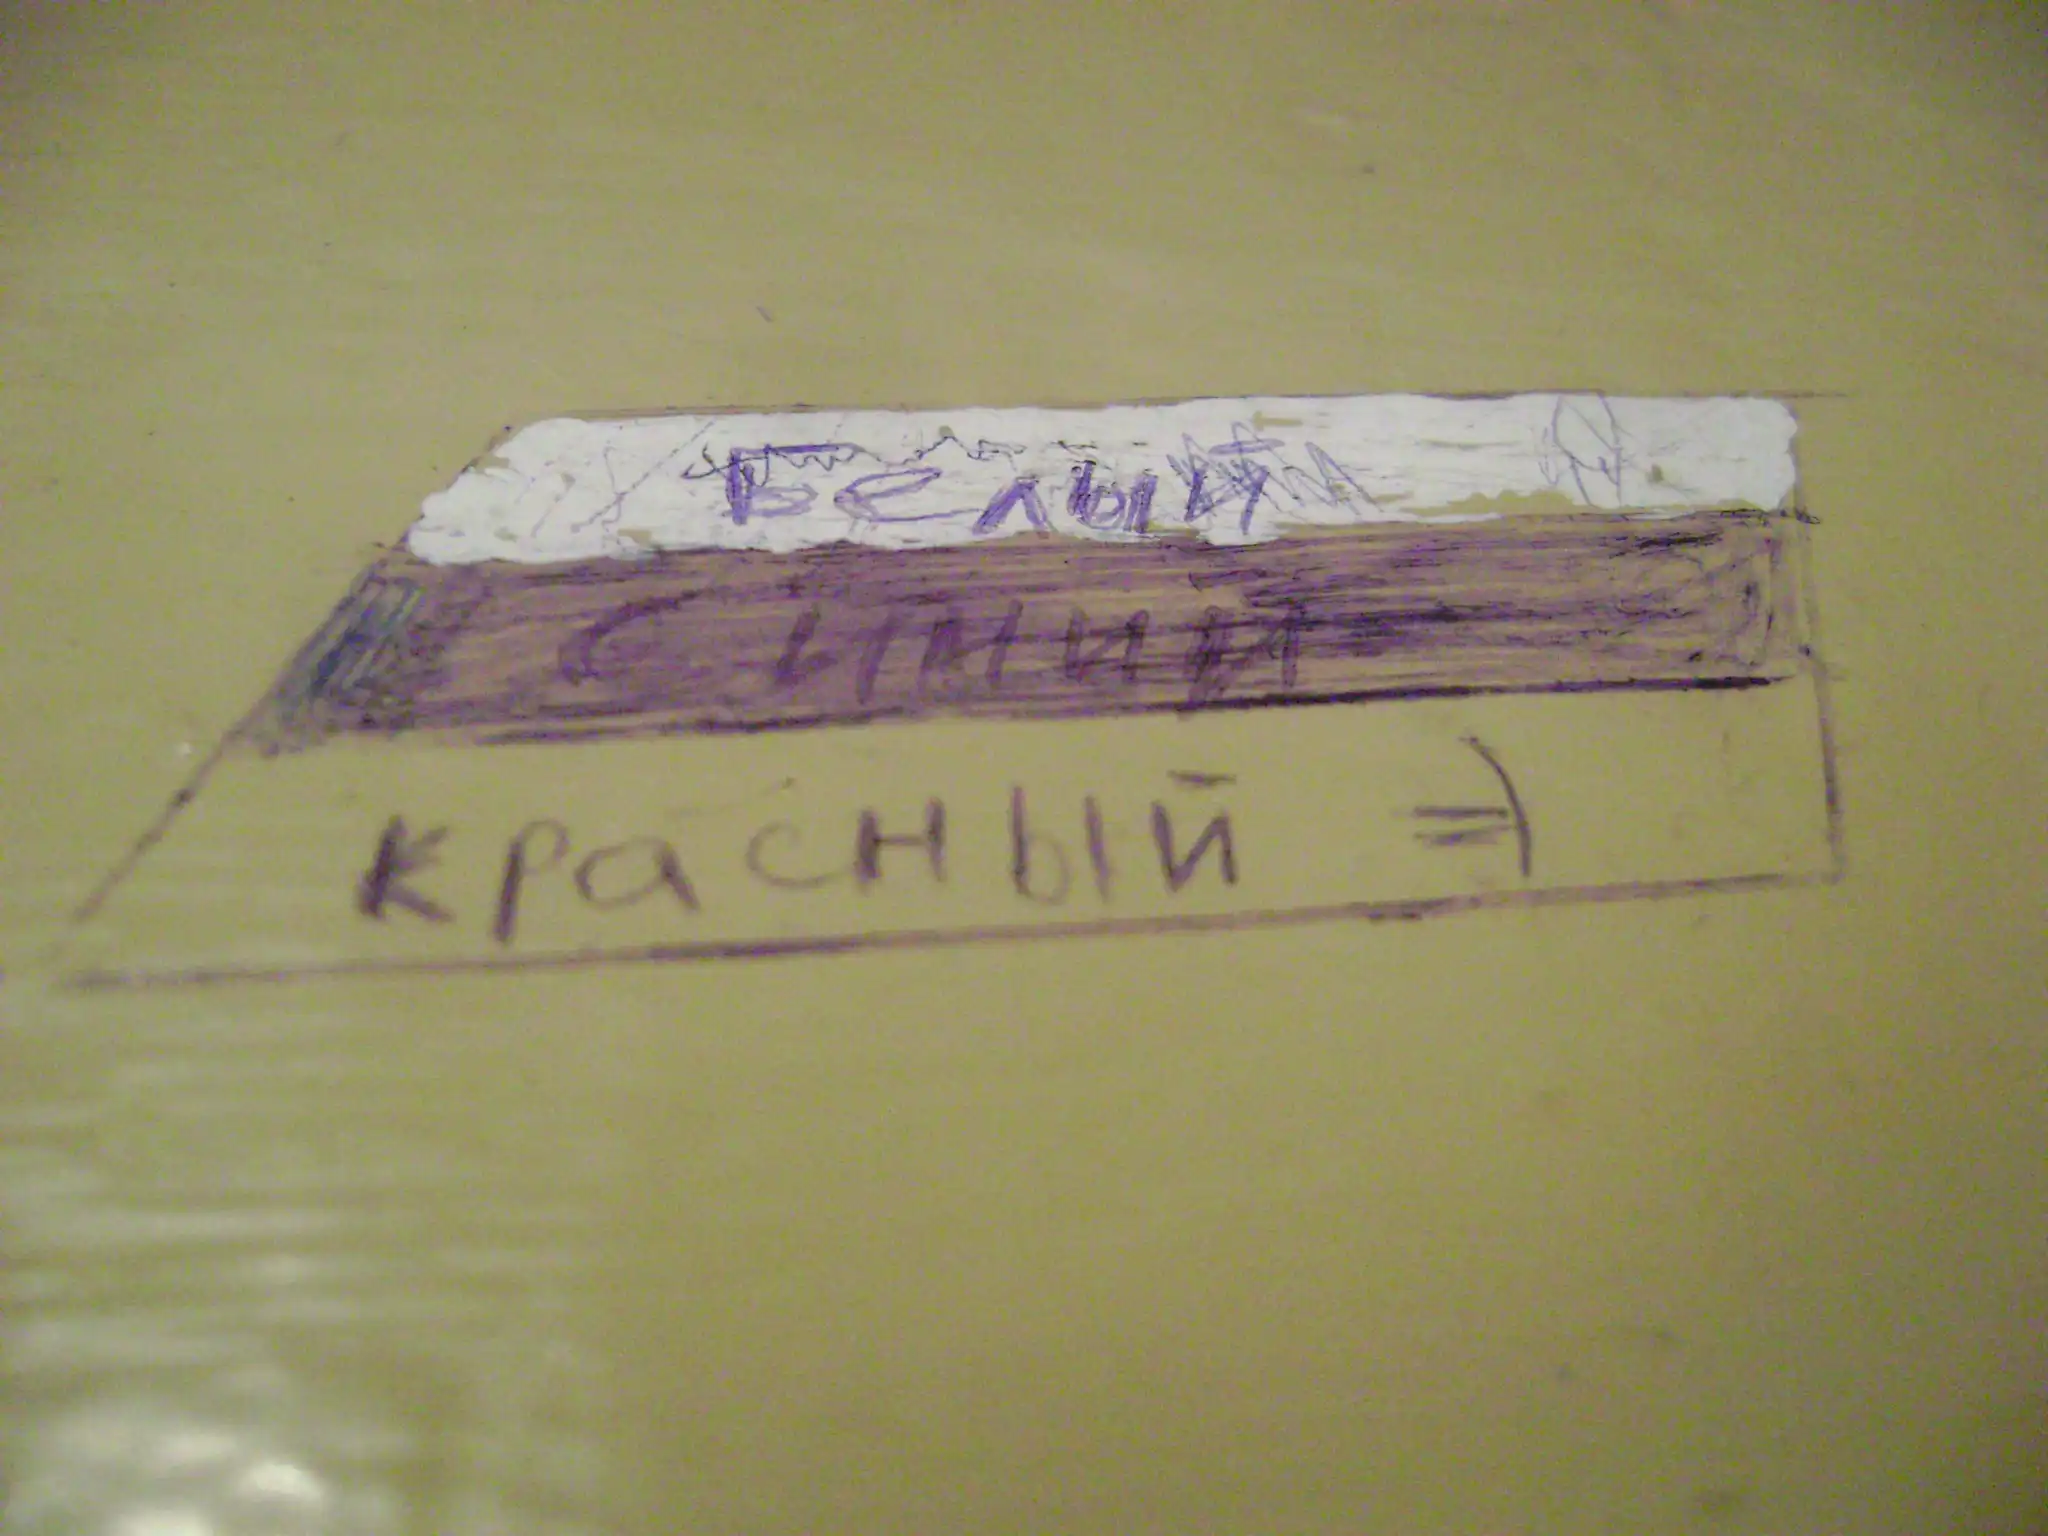 Белый
Синий
Красный =)